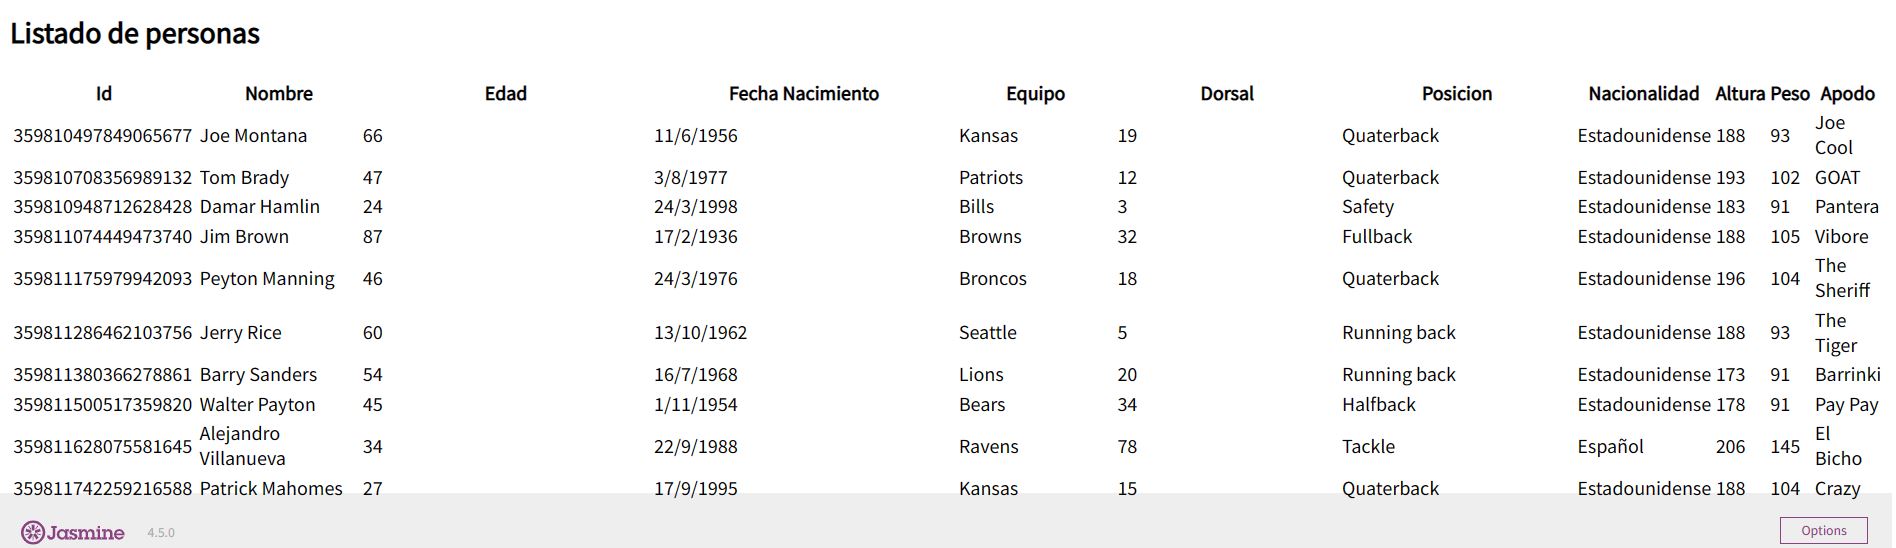 Listado de personas
Id Nombre Edad Fecha Nacimiento Equipo Dorsal Posicion Nacionalidad Altura Peso Apodo
359810497849065677 Joe Montana 66 11/6/1956 Kansas 19 Quaterback Estadounidense 188 93 Joe Cool
359810708356989132 Tom Brady 47 3/8/1977 Patriots 12 Quaterback Estadounidense 193 102 GOAT
359810948712628428 Damar Hamlin 24 24/3/1998 Bills 3 Safety Estadounidense 183 91 Pantera
359811074449473740 Jim Brown 87 17/2/1936 Browns 32 Fullback Estadounidense 188 105 Vibore
359811175979942093 Peyton Manning 46 24/3/1976 Broncos 18 Quaterback Estadounidense 196 104 The Sheriff
359811286462103756 Jerry Rice 60 13/10/1962 Seattle 5 Running back Estadounidense 188 93 The Tiger
359811380366278861 Barry Sanders 54 16/7/1968 Lions 20 Running back Estadounidense 173 91 Barrinki
359811500517359820 Walter Payton 45 1/11/1954 Bears 34 Halfback Estadounidense 178 91 Pay Pay
359811628075581645 Alejandro Villanueva 34 22/9/1988 Ravens 78 Tackle Español 206 145 El Bicho
359811742259216588 Patrick Mahomes 27 17/9/1995 Kansas 15 Quaterback Estadounidense 188 104 Crazy
Jasmine 4.5.0 Options